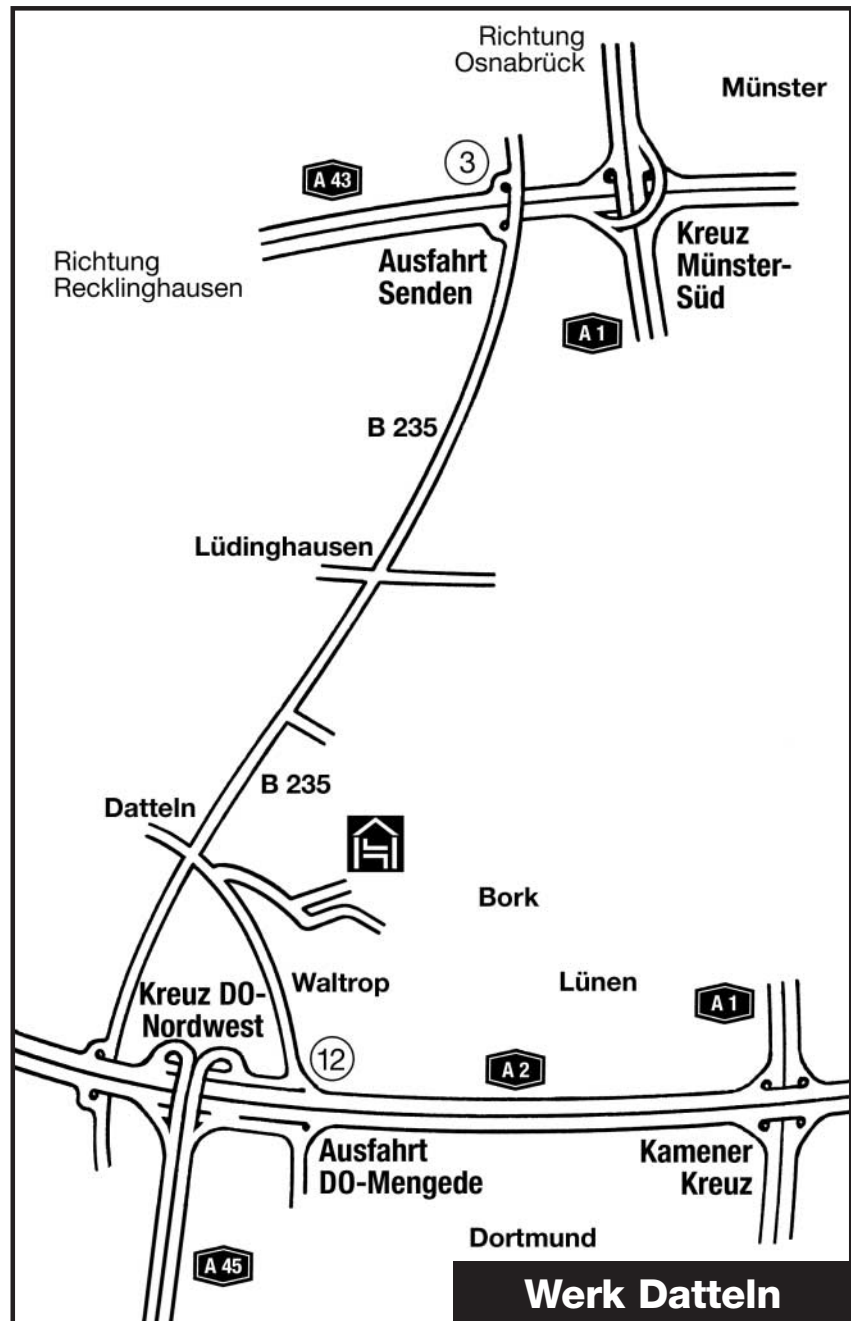 Richtung
Osnabrück
Münster
3
A 43
Richtung
Recklinghausen
Ausfahrt
Senden
Kreuz
Münster-
Süd
A 1
B 235
Lüdinghausen
B 235
Datteln
Bork
Waltrop
Lünen
Kreuz DO-
Nordwest
A 1
12
A 2
Ausfahrt
DO-Mengede
Kamener
Kreuz
Dortmund
A 45
Werk Datteln